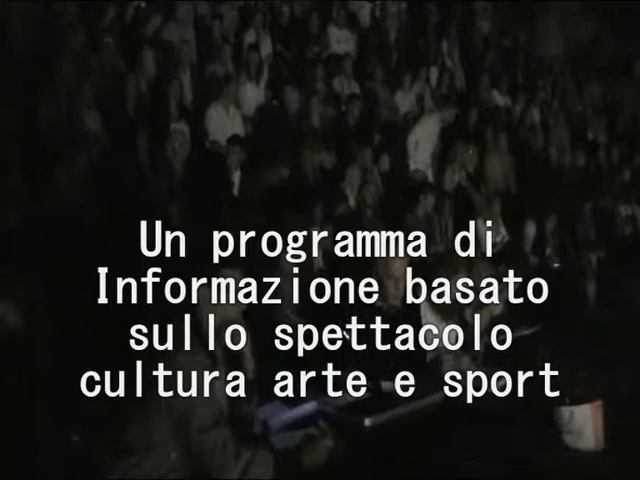 Un programma di
Informazione basato
sullo spettacolo
cultura arte e sport